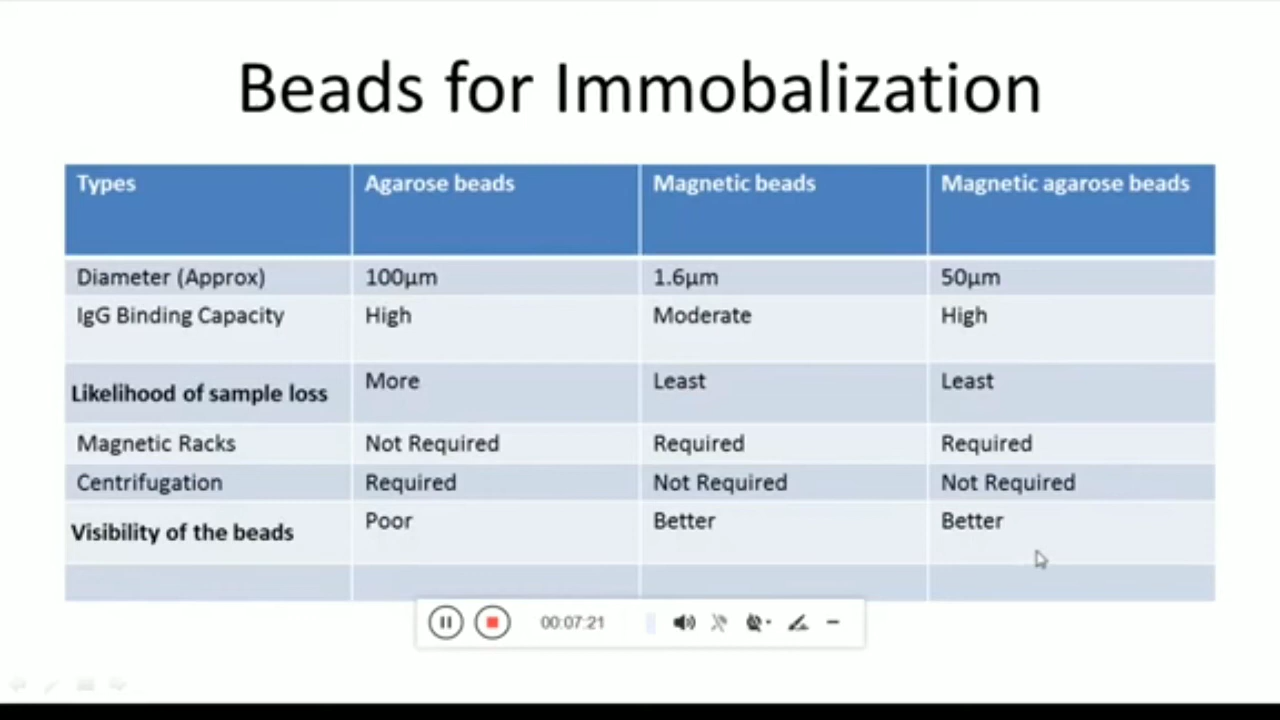 Beads for Immobalization
Types Agarose beads Magnetic beads Magnetic agarose beads
Diameter (Approx) 100µm 1.6µm 50µm
IgG Binding Capacity High Moderate High
Likelihood of sample loss More Least Least
Magnetic Racks Not Required Required Required
Centrifugation Required Not Required Not Required
Visibility of the beads Poor Better Better
00:07:21